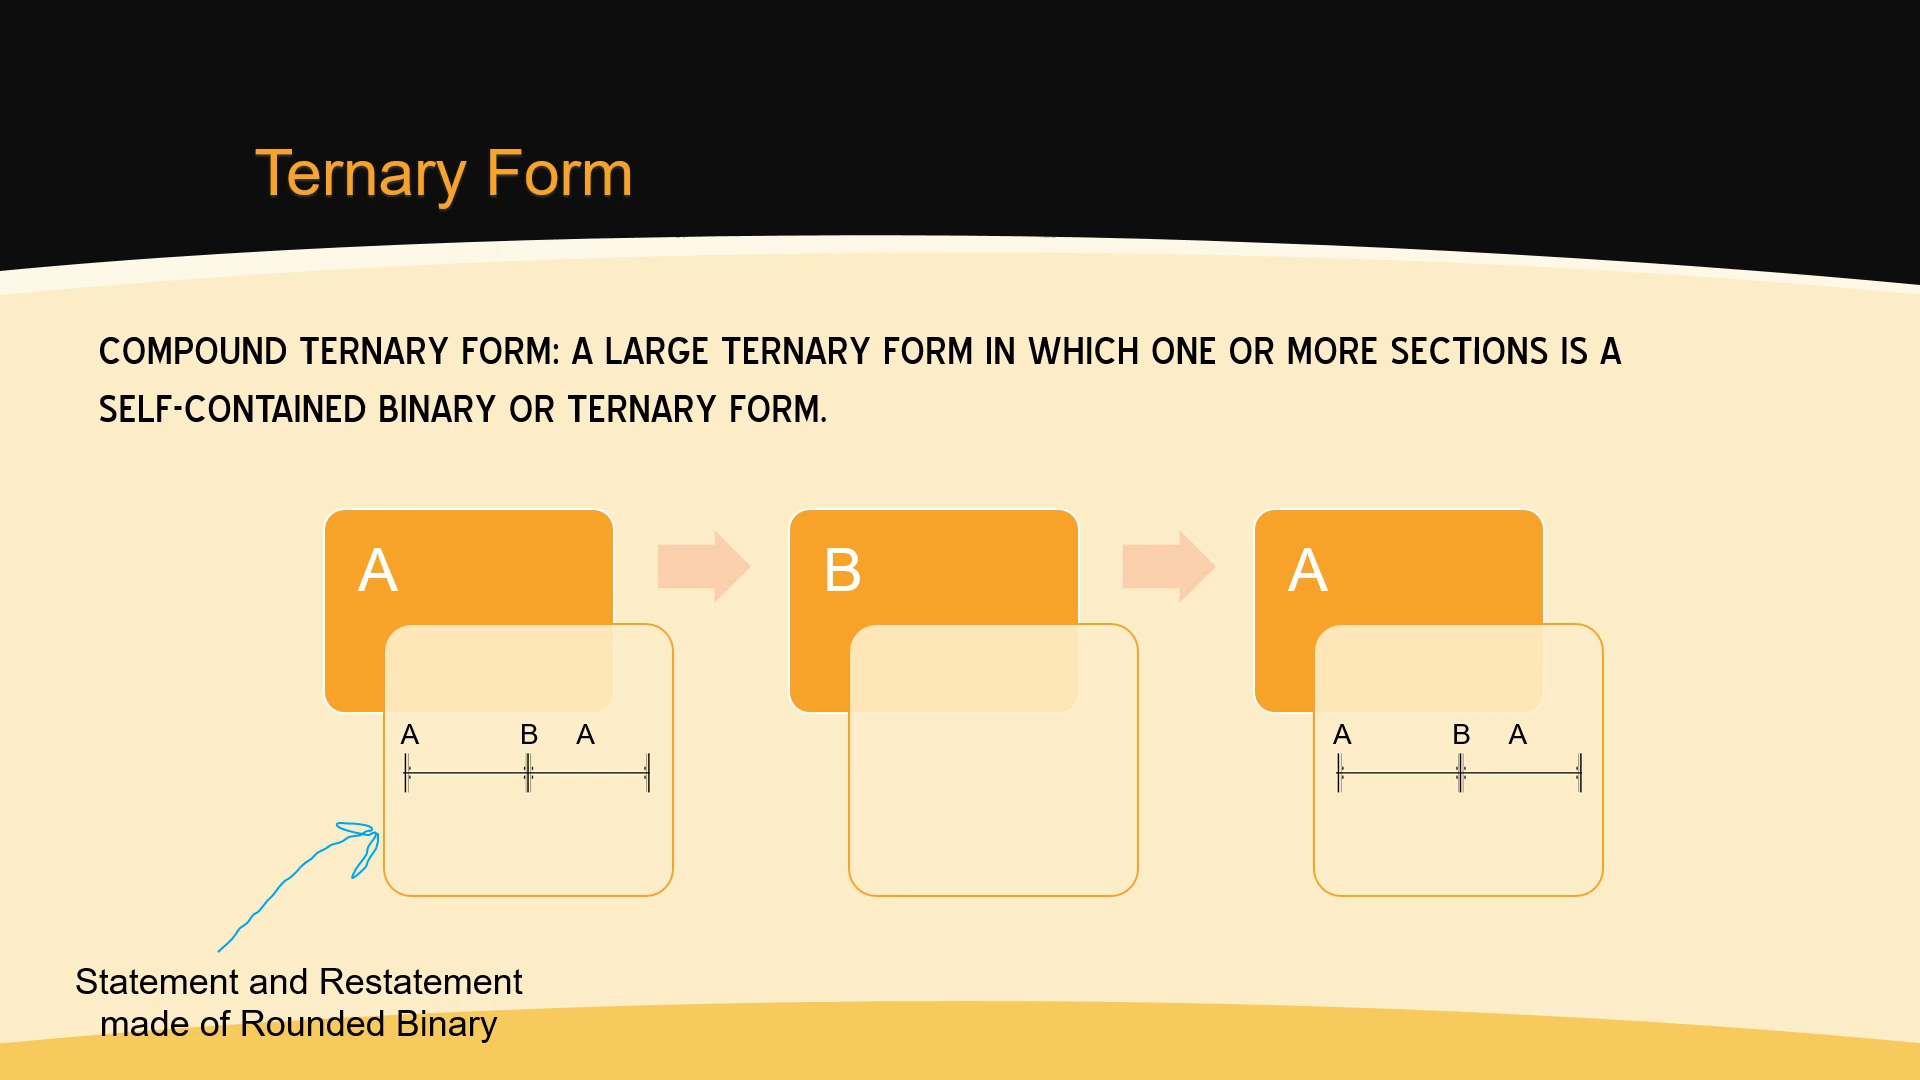 Ternary Form
COMPOUND TERNARY FORM: A LARGE TERNARY FORM IN WHICH ONE OR MORE SECTIONS IS A
SELF-CONTAINED BINARY OR TERNARY FORM.
A
B
A
A B A
A B A
Statement and Restatement
made of Rounded Binary